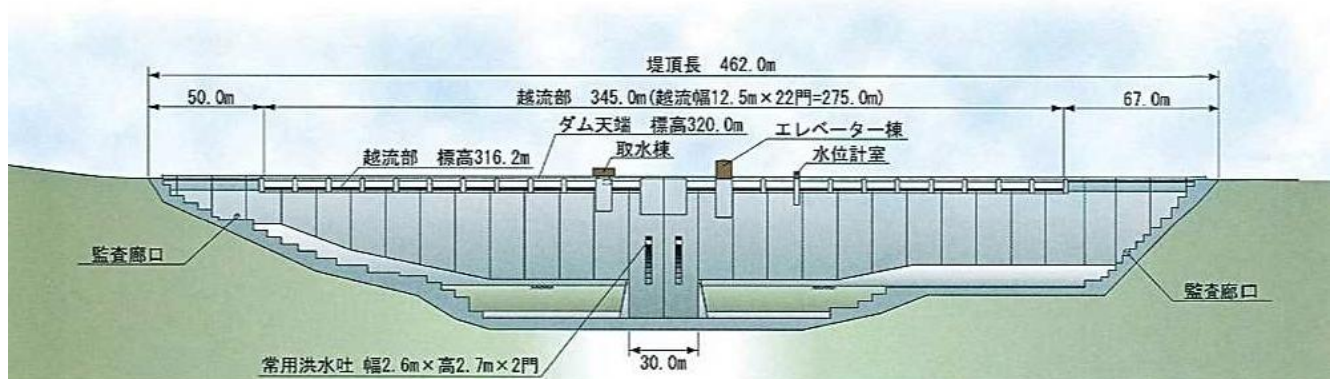 堤頂長 462.0m
50.0m
越流部 345.0m(越流幅12.5m×22門=275.0m)
67.0m
ダム天端 標高320.0m
エレベーター棟
越流部 標高316.2m
取水棟
水位計室
監査廊口
監査廊口
常用洪水吐 幅2.6m×高2.7m×2門
30.0m